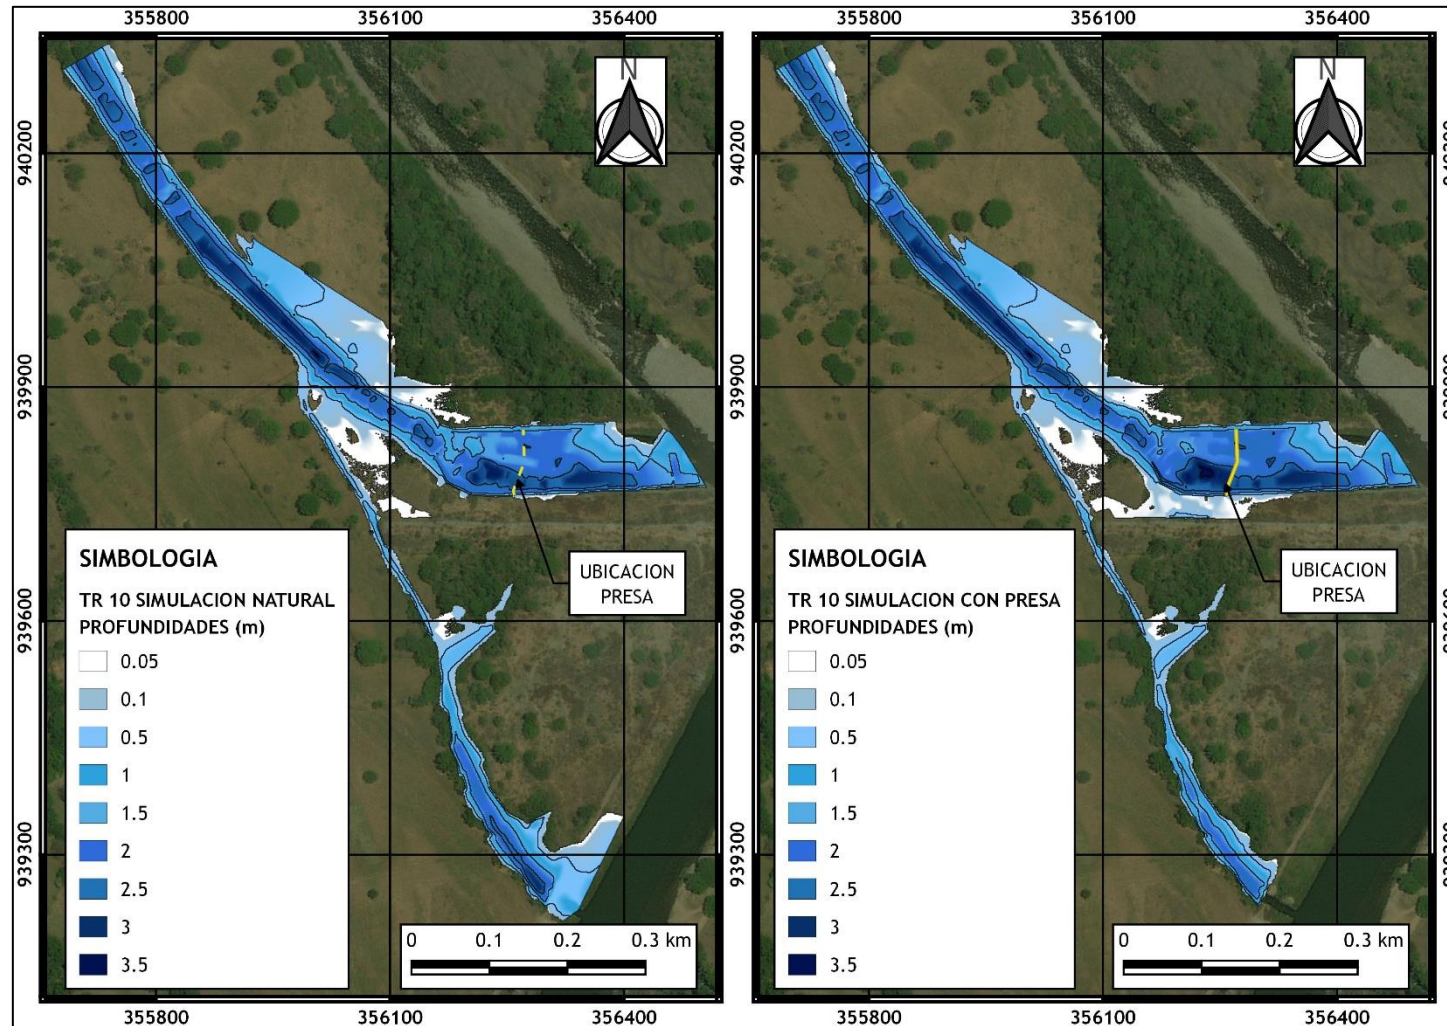 355800 356100 356400 355800 356100 356400
N N
940200 940200
939900 939900
939600 939600
939300 939300
UBICACION
PRESA
SIMBOLOGIA
TR 10 SIMULACION NATURAL
PROFUNDIDADES (m)
0.05
0.1
0.5
1
1.5
2
2.5
3
3.5
0 0.1 0.2 0.3 km
UBICACION
PRESA
SIMBOLOGIA
TR 10 SIMULACION CON PRESA
PROFUNDIDADES (m)
0.05
0.1
0.5
1
1.5
2
2.5
3
3.5
0 0.1 0.2 0.3 km
355800 356100 356400 355800 356100 356400